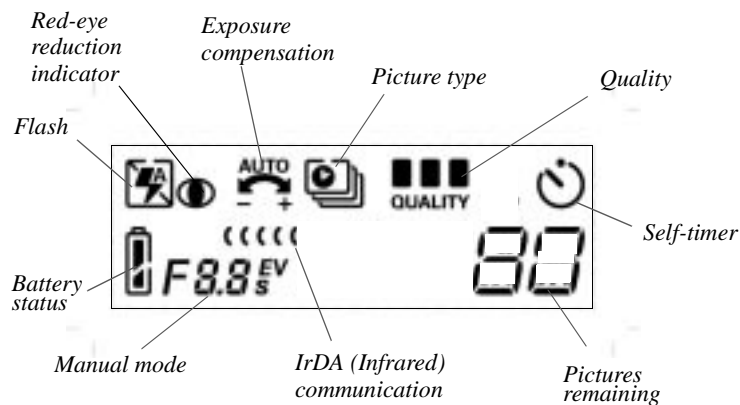 Red-eye
reduction
indicator
Exposure
compensation
Picture type
Quality
Flash
A
AUTO
- +
QUALITY
Self-timer
Battery
status
F8.8 EV S
88
Manual mode
IrDA (Infrared)
communication
Pictures
remaining